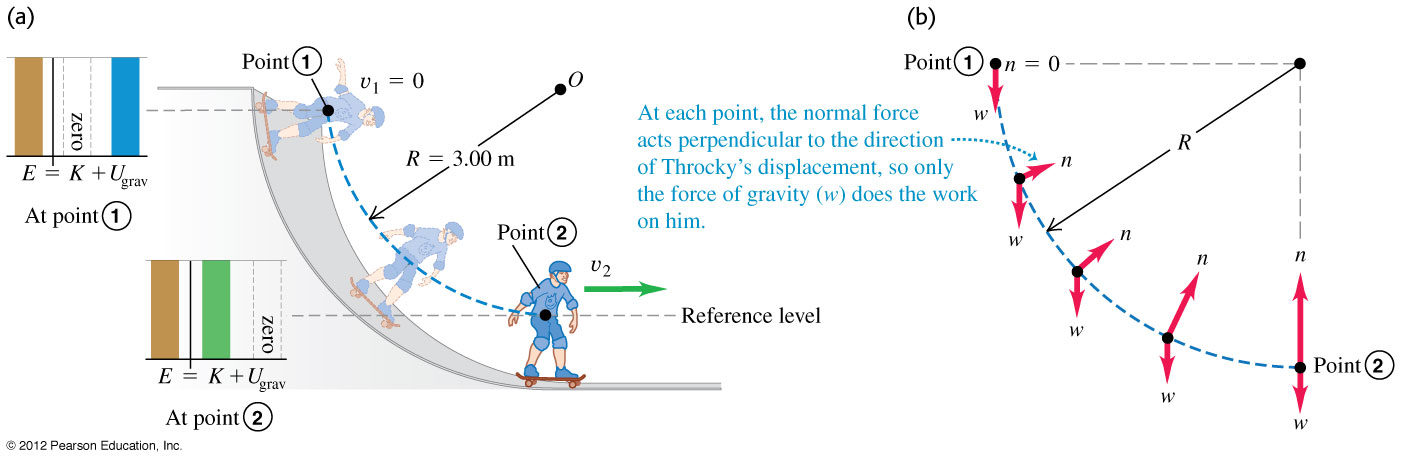 (a)
Point 1
v1 = 0
O
R = 3.00 m
zero
E = K + Ugrav
At point 1
Point 2
v2
Reference level
zero
E = K + Ugrav
At point 2
© 2012 Pearson Education, Inc.
(b)
Point 1 n = 0
w
At each point, the normal force
acts perpendicular to the direction
of Throcky's displacement, so only
the force of gravity (w) does the work
on him.
R
n
w
n
w
n
w
n
Point 2
w